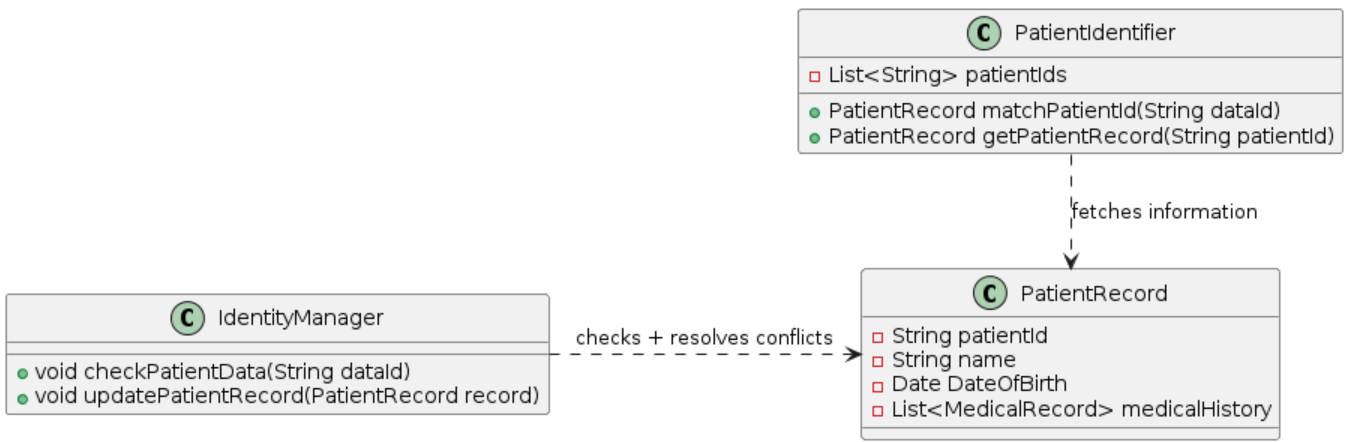 C PatientIdentifier
List<String> patientIds
PatientRecord matchPatientId(String dataId)
PatientRecord getPatientRecord(String patientId)
fetches information
C PatientRecord
String patientId
String name
Date DateOfBirth
List<MedicalRecord> medicalHistory
C IdentityManager
void checkPatientData(String dataId)
void updatePatientRecord(PatientRecord record)
checks + resolves conflicts